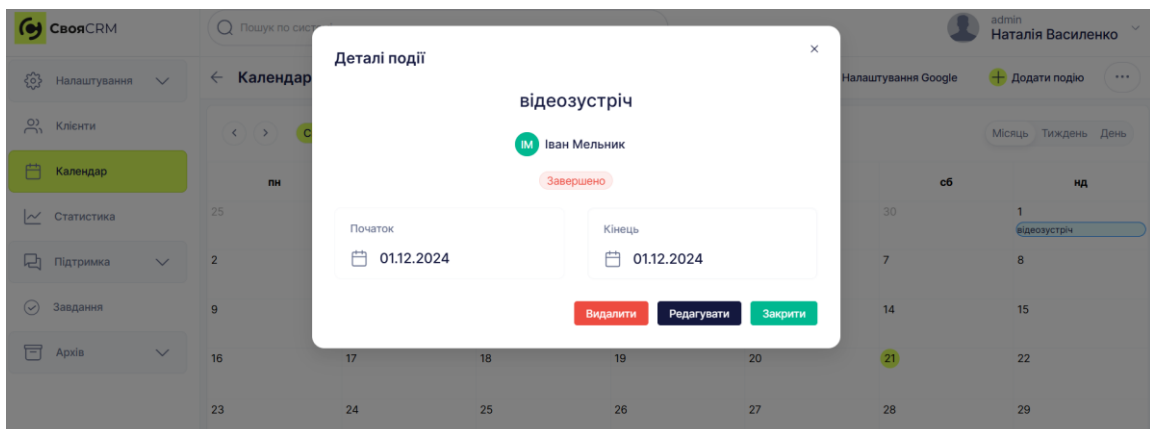 СвояCRM
Пошук по сист
admin
Наталія Василенко
Деталі події
Налаштування
Календар
Налаштування Google
Додати подію
відеозустріч
Клієнти
С
ІМ Іван Мельник
Місяць Тиждень День
Календар
Завершено
пн сб нд
Статистика
25 30 1
відеозустріч
Початок Кінець
01.12.2024 01.12.2024
Підтримка
2 7 8
Завдання
9 14 15
Видалити Редагувати Закрити
Архів
16 17 18 19 20 21 22
23 24 25 26 27 28 29